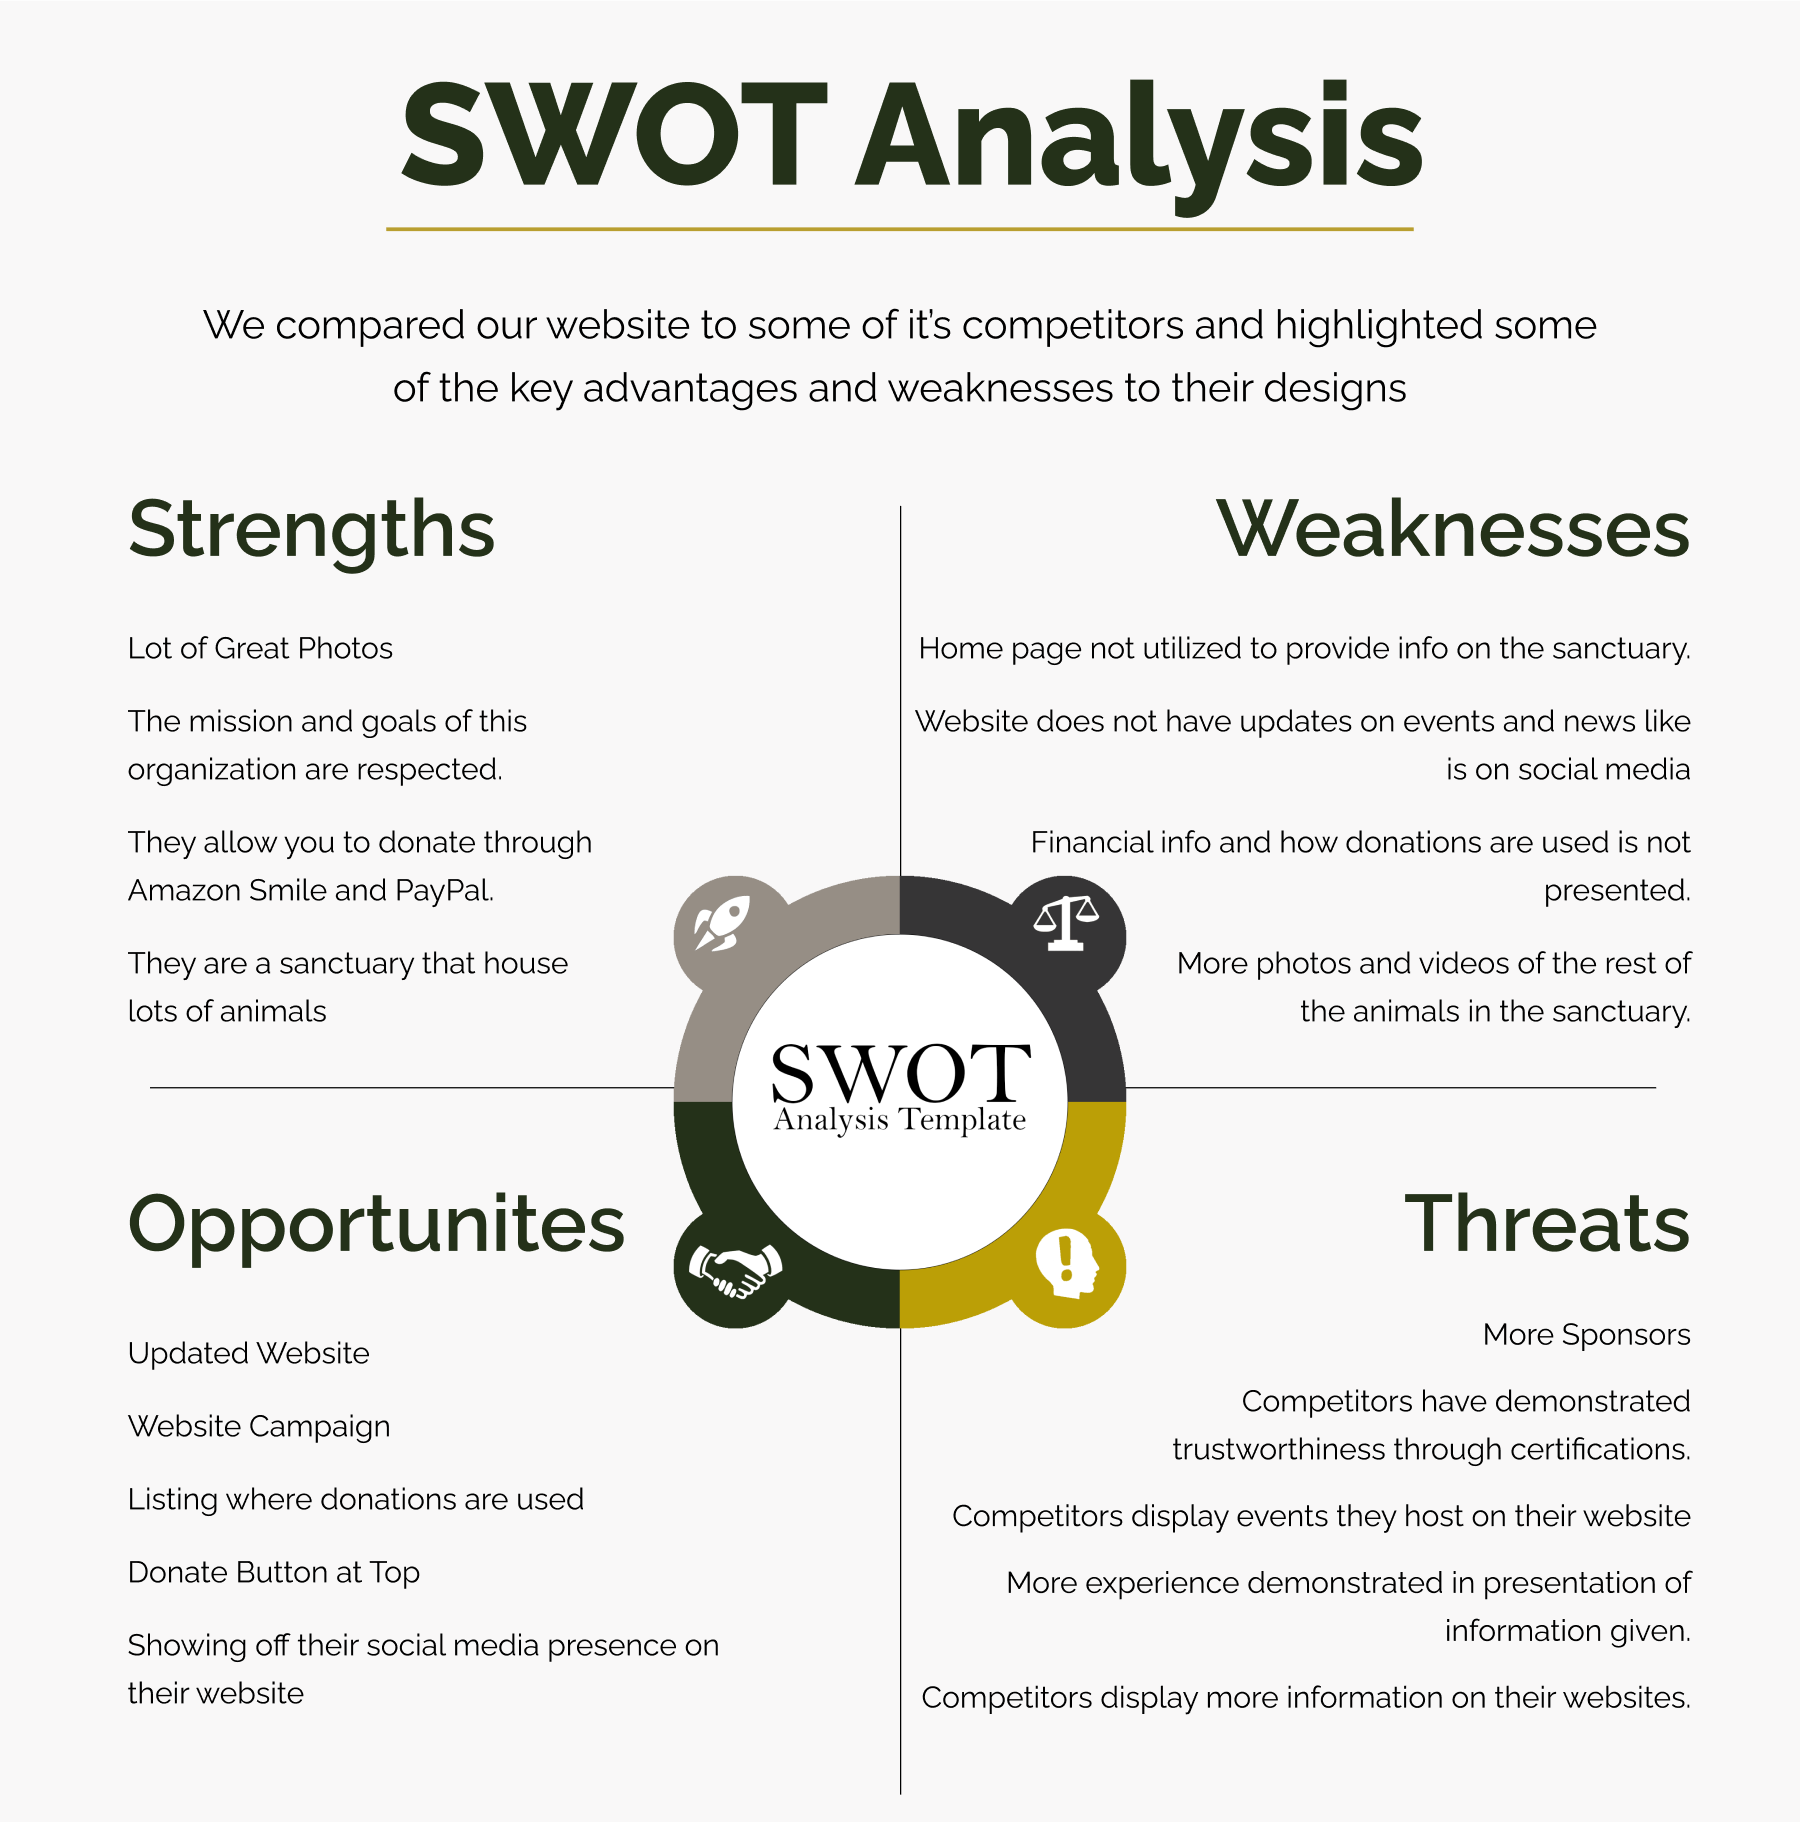 SWOT Analysis
We compared our website to some of it's competitors and highlighted some
of the key advantages and weaknesses to their designs
Strengths
Lot of Great Photos
The mission and goals of this
organization are respected.
They allow you to donate through
Amazon Smile and PayPal.
They are a sanctuary that house
lots of animals
Weaknesses
Home page not utilized to provide info on the sanctuary.
Website does not have updates on events and news like
is on social media
Financial info and how donations are used is not
presented.
More photos and videos of the rest of
the animals in the sanctuary.
SWOT
Analysis Template
Opportunites
Updated Website
Website Campaign
Listing where donations are used
Donate Button at Top
Showing off their social media presence on
their website
Threats
More Sponsors
Competitors have demonstrated
trustworthiness through certifications.
Competitors display events they host on their website
More experience demonstrated in presentation of
information given.
Competitors display more information on their websites.